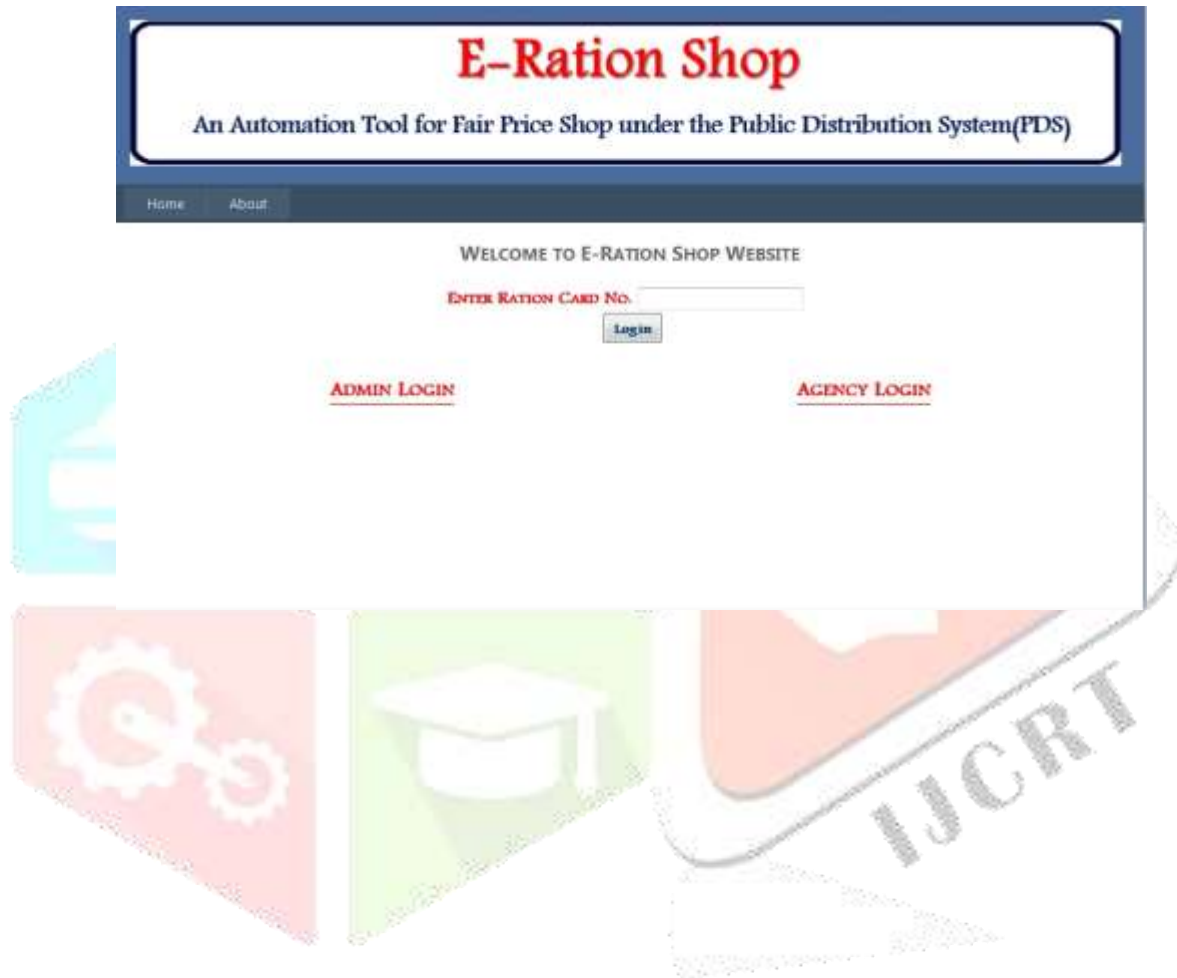 E-Ration Shop
An Automation Tool for Fair Price Shop under the Public Distribution System(PDS)
Home About
WELCOME TO E-RATION SHOP WEBSITE
ENTER RATION CARD NO.
Login
ADMIN LOGIN AGENCY LOGIN
IJCRT